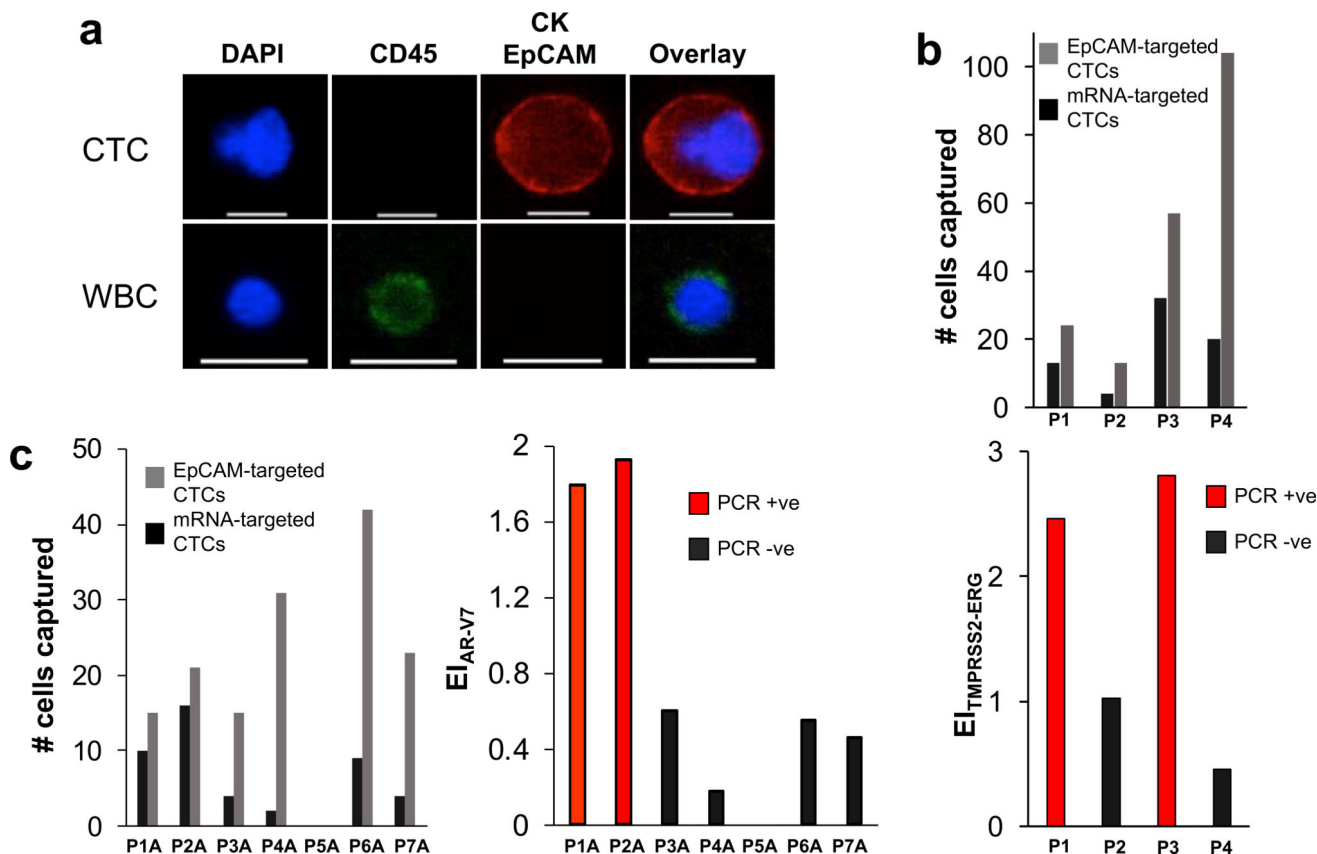 a
DAPI
CD45
CK
EpCAM
Overlay
CTC
WBC
b
# cells captured
100
80
60
40
20
0
EpCAM-targeted
CTCs
mRNA-targeted
CTCs
P1 P2 P3 P4
c
# cells captured
50
40
30
20
10
0
EpCAM-targeted
CTCs
mRNA-targeted
CTCs
P1A P2A P3A P4A P5A P6A P7A
EI AR-V7
2
1.6
1.2
0.8
0.4
0
PCR +ve
PCR -ve
P1A P2A P3A P4A P5A P6A P7A
EI TMPRSS2-ERG
3
2
1
0
PCR +ve
PCR -ve
P1 P2 P3 P4